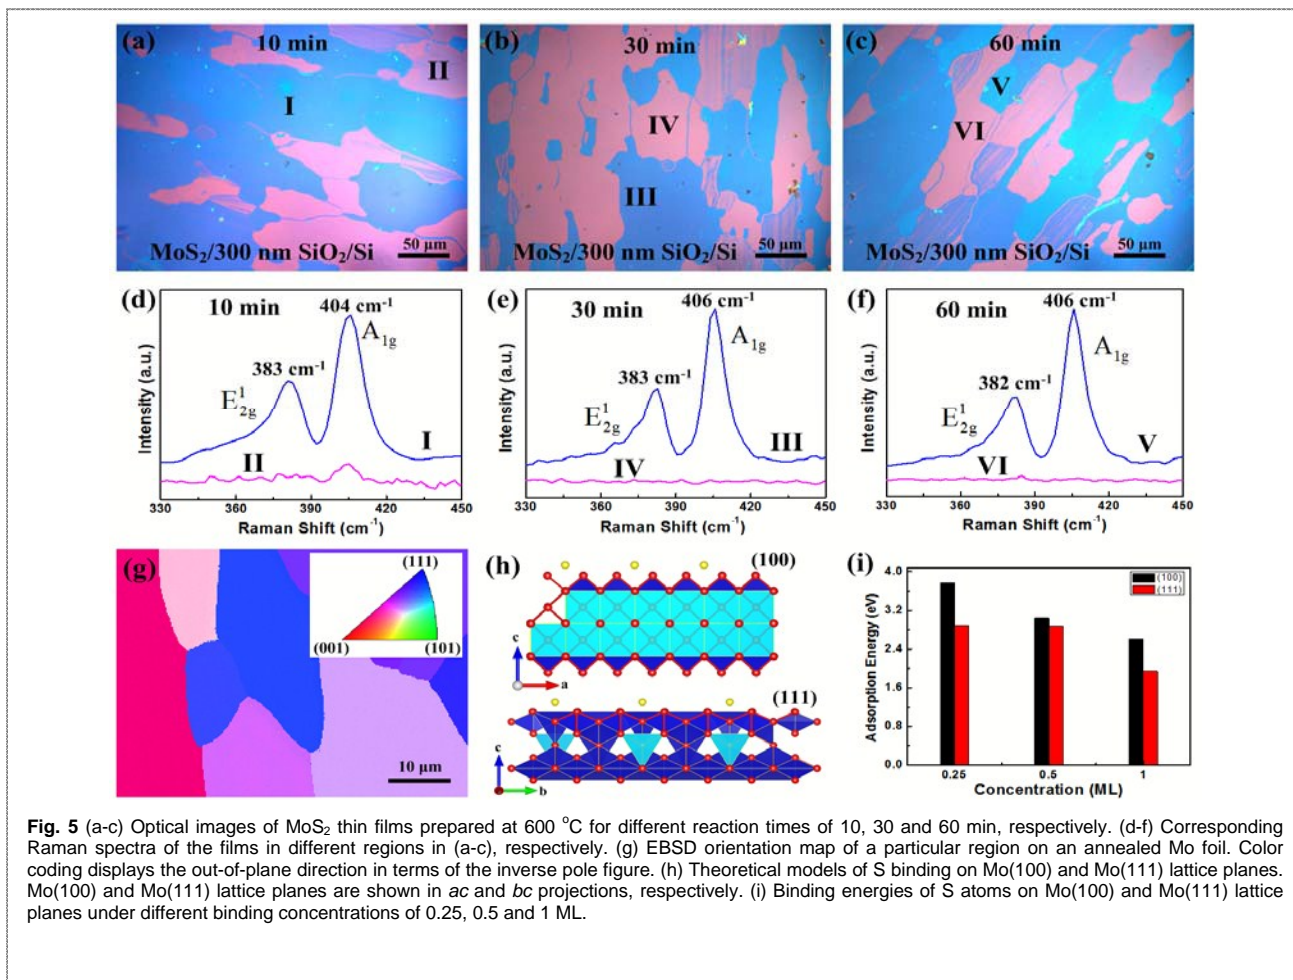 (a) 10 min II
I
MoS2/300 nm SiO2/Si 50 μm
(b) 30 min
IV
III
MoS2/300 nm SiO2/Si 50 μm
(c) 60 min
V
VI
MoS2/300 nm SiO2/Si 50 μm
(d) 10 min 404 cm-1
A1g
383 cm-1
E12g
I
II
Intensity (a.u.)
330 360 390 420 450
Raman Shift (cm-1)
(e) 30 min 406 cm-1
A1g
383 cm-1
E12g
III
IV
Intensity (a.u.)
330 360 390 420 450
Raman Shift (cm-1)
(f) 60 min 406 cm-1
A1g
382 cm-1
E12g
V
VI
Intensity (a.u.)
330 360 390 420 450
Raman Shift (cm-1)
(g) (111)
(001) (101)
10 μm
(h) (100)
c
a
(111)
c
b
(i)
4.0
3.2
2.4
1.6
0.8
0.0
Adsorption Energy (eV)
(100)
(111)
0.25 0.5 1
Concentration (ML)
Fig. 5 (a-c) Optical images of MoS2 thin films prepared at 600 °C for different reaction times of 10, 30 and 60 min, respectively. (d-f) Corresponding
Raman spectra of the films in different regions in (a-c), respectively. (g) EBSD orientation map of a particular region on an annealed Mo foil. Color
coding displays the out-of-plane direction in terms of the inverse pole figure. (h) Theoretical models of S binding on Mo(100) and Mo(111) lattice planes.
Mo(100) and Mo(111) lattice planes are shown in ac and bc projections, respectively. (i) Binding energies of S atoms on Mo(100) and Mo(111) lattice
planes under different binding concentrations of 0.25, 0.5 and 1 ML.